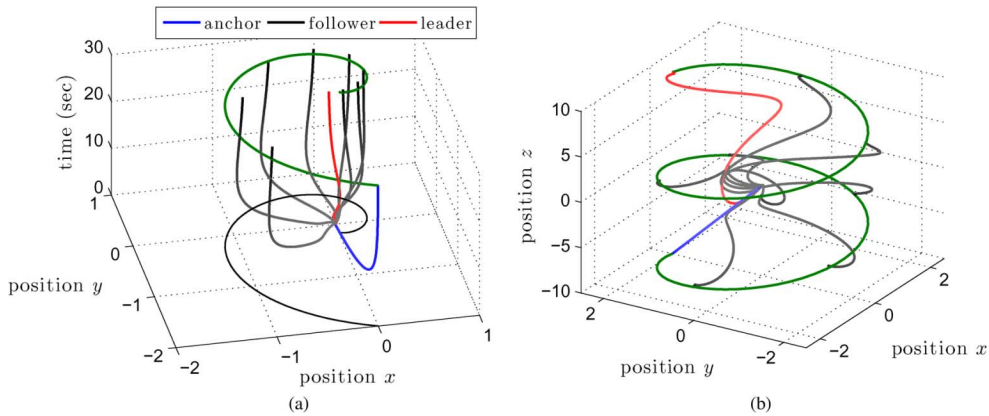 anchor follower leader
30
20
10
0
time (sec)
1
0
−1
−2
position y
−2
−1
0
1
position x
(a)
10
5
0
−5
−10
position z
2
0
−2
position y
−2
0
2
position x
(b)